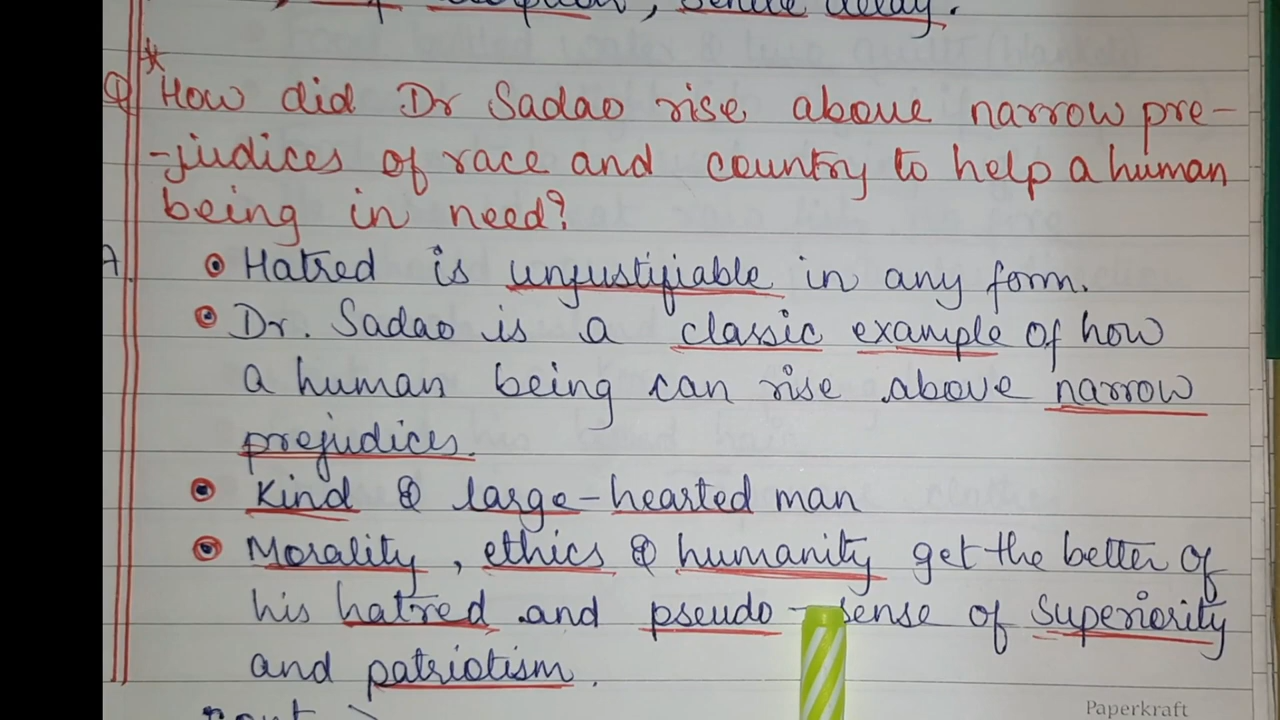 , senile decay.
Q * How did Dr Sadao rise above narrow pre-
-judices of race and country to help a human
being in need?
A. • Hatred is unjustifiable in any form.
• Dr. Sadao is a classic example of how
a human being can rise above narrow
prejudices.
• Kind & large-hearted man
• Morality, ethics & humanity get the better of
his hatred and pseudo-sense of superiority
and patriotism.
Paperkraft